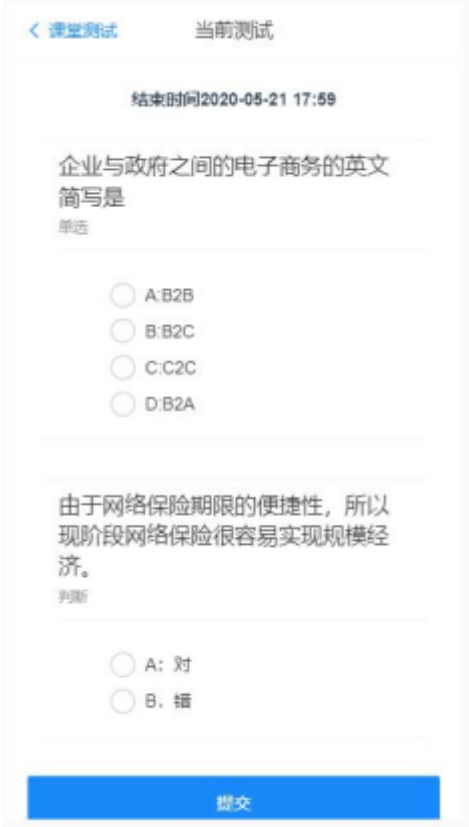 课堂测试 当前测试
结束时间2020-05-21 17:59
企业与政府之间的电子商务的英文
简写是
单选
A:B2B
B:B2C
C:C2C
D:B2A
由于网络保险期限的便捷性，所以
现阶段网络保险很容易实现规模经
济。
判断
A：对
B．错
提交